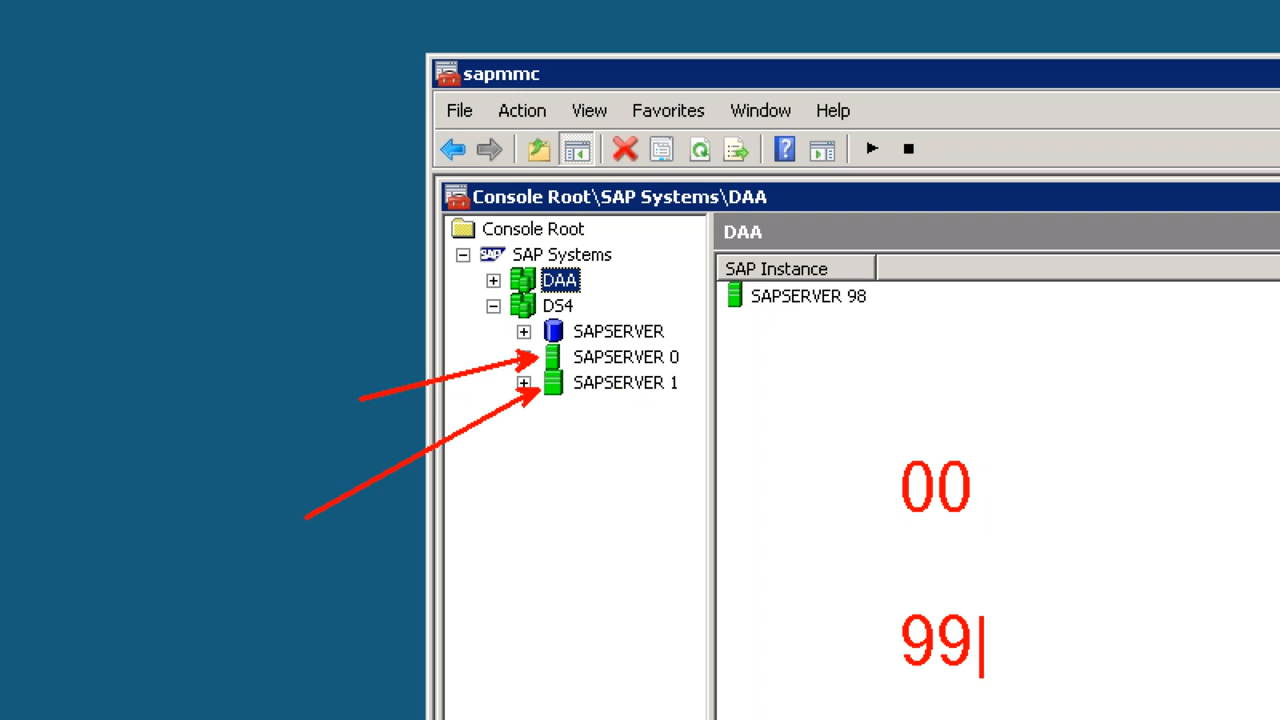 sapmmc
File Action View Favorites Window Help
Console Root\SAP Systems\DAA
Console Root
SAP SAP Systems
DAA
DS4
SAPSERVER
SAPSERVER 0
SAPSERVER 1
DAA
SAP Instance
SAPSERVER 98
00
99